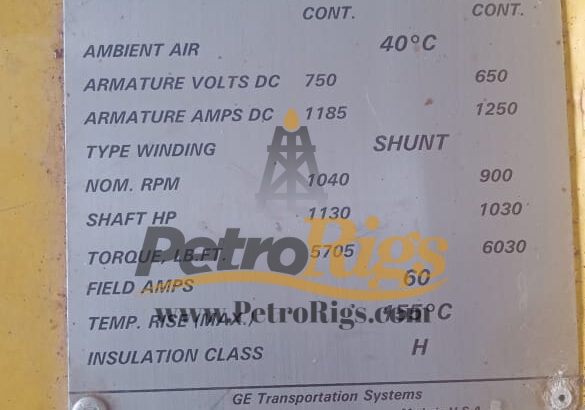 CONT. CONT.
AMBIENT AIR 40°C
ARMATURE VOLTS DC 750 650
ARMATURE AMPS DC 1185 1250
TYPE WINDING SHUNT
NOM. RPM 1040 900
SHAFT HP 1130 1030
TORQUE, LB.FT. 5705 6030
PetroRigs
FIELD AMPS 60
www.PetroRigs.com
TEMP. RISE (MAX.) 155°C
INSULATION CLASS H
GE Transportation Systems